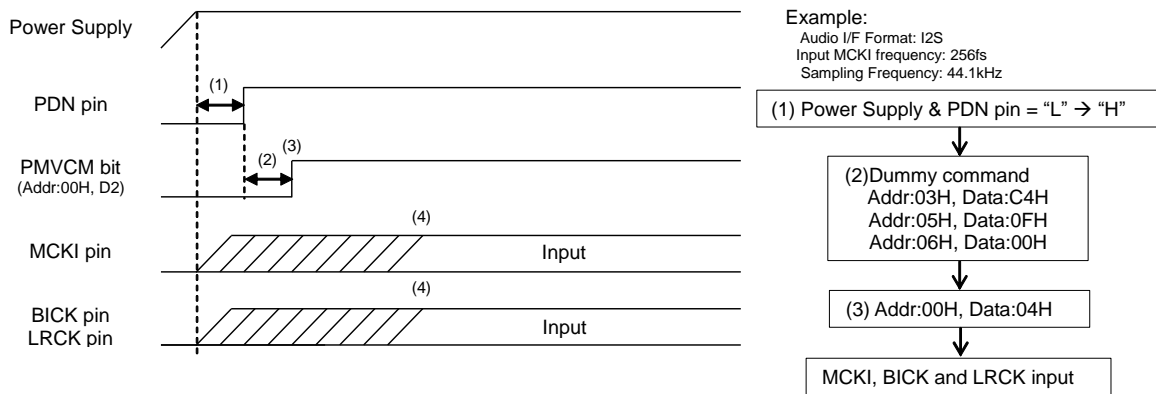 Power Supply
(1)
PDN pin
(2)
(3)
PMVCM bit
(Addr:00H, D2)
(4)
MCKI pin
Input
(4)
BICK pin
LRCK pin
Input
Example:
Audio I/F Format: I2S
Input MCKI frequency: 256fs
Sampling Frequency: 44.1kHz
(1) Power Supply & PDN pin = “L” → “H”
(2)Dummy command
Addr:03H, Data:C4H
Addr:05H, Data:0FH
Addr:06H, Data:00H
(3) Addr:00H, Data:04H
MCKI, BICK and LRCK input